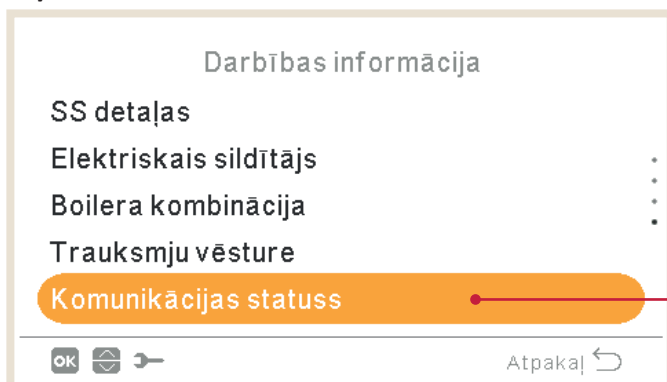 Darbības informācija
SS detaļas
Elektriskais sildītājs
Boilera kombinācija
Trauksmju vēsture
Komunikācijas statuss
OK Atpakaļ